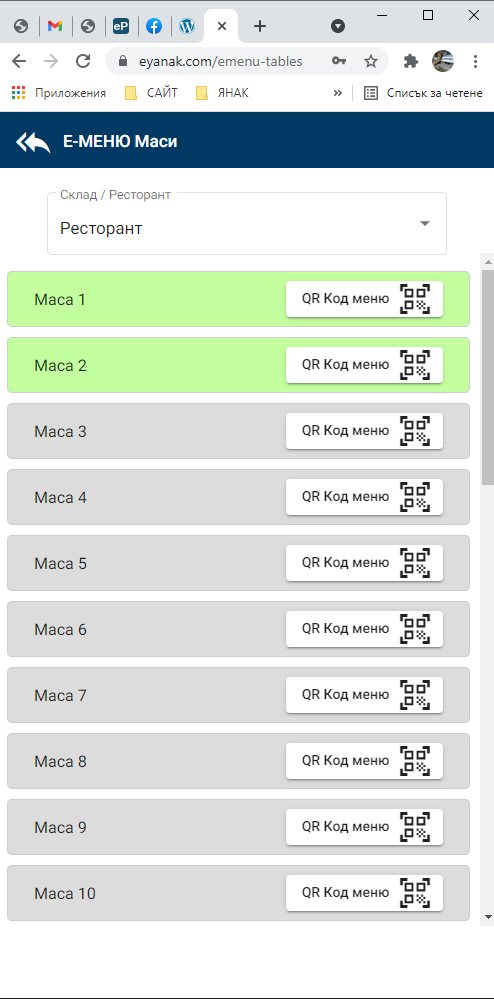 eP
eyanak.com/emenu-tables
Приложения
САЙТ
ЯНАК
»
Списък за четене
Е-МЕНЮ Маси
Склад / Ресторант
Ресторант
Маса 1 QR Код меню
Маса 2 QR Код меню
Маса 3 QR Код меню
Маса 4 QR Код меню
Маса 5 QR Код меню
Маса 6 QR Код меню
Маса 7 QR Код меню
Маса 8 QR Код меню
Маса 9 QR Код меню
Маса 10 QR Код меню